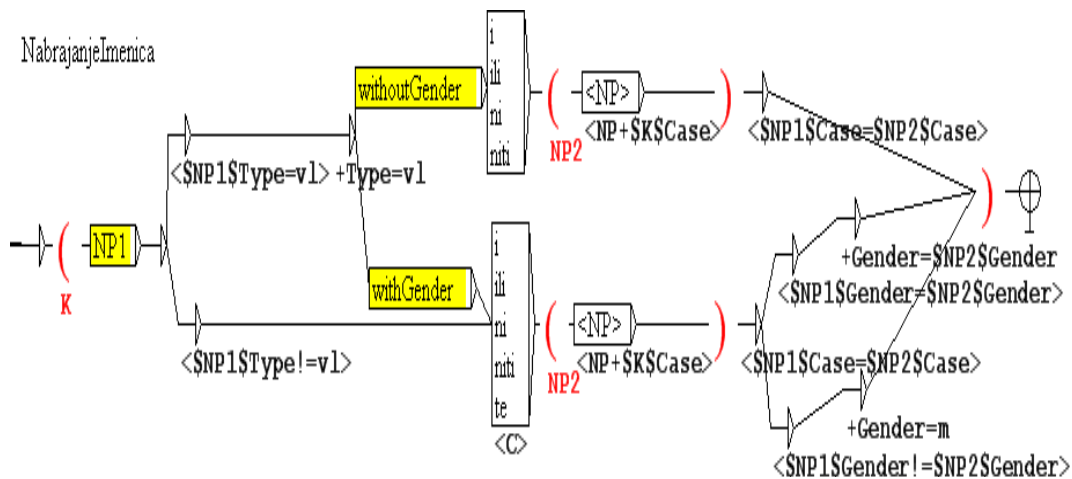 NabrajanjeImenica
i
ili
ni
niti
withoutGender
<NP>
<NP+$K$Case>
NP2
<$NP1$Case=$NP2$Case>
<$NP1$Type=vl>
+Type=vl
NP1
K
i
ili
ni
niti
te
<C>
withGender
<NP>
<NP+$K$Case>
NP2
<$NP1$Case=$NP2$Case>
<$NP1$Type!=vl>
+Gender=$NP2$Gender
<$NP1$Gender=$NP2$Gender>
+Gender=m
<$NP1$Gender!=$NP2$Gender>